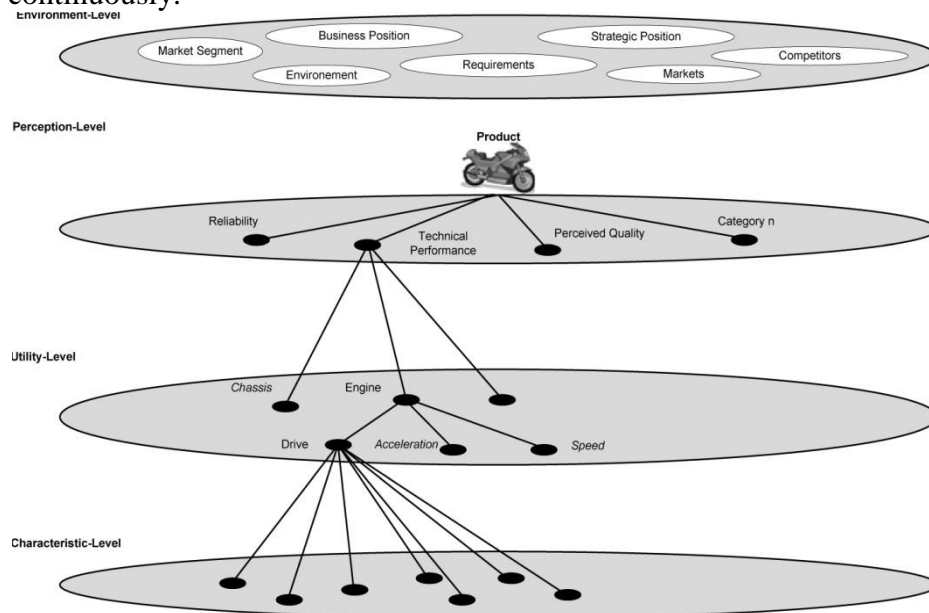 continuously.
Environment-Level
Business Position
Strategic Position
Market Segment
Competitors
Requirements
Environement
Markets
Perception-Level
Product
Reliability
Category n
Technical
Performance
Perceived Quality
Utility-Level
Chassis
Engine
Drive
Acceleration
Speed
Characteristic-Level